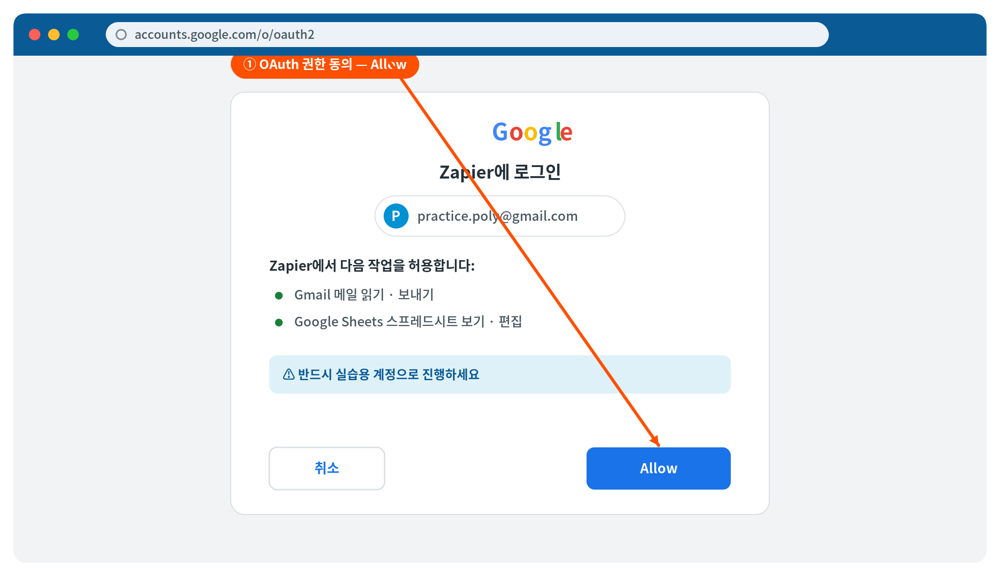 accounts.google.com/o/oauth2
① OAuth 권한 동의 — Allow
Google
Zapier에 로그인
P practice.poly@gmail.com
Zapier에서 다음 작업을 허용합니다:
Gmail 메일 읽기 · 보내기
Google Sheets 스프레드시트 보기 · 편집
⚠ 반드시 실습용 계정으로 진행하세요
취소 Allow